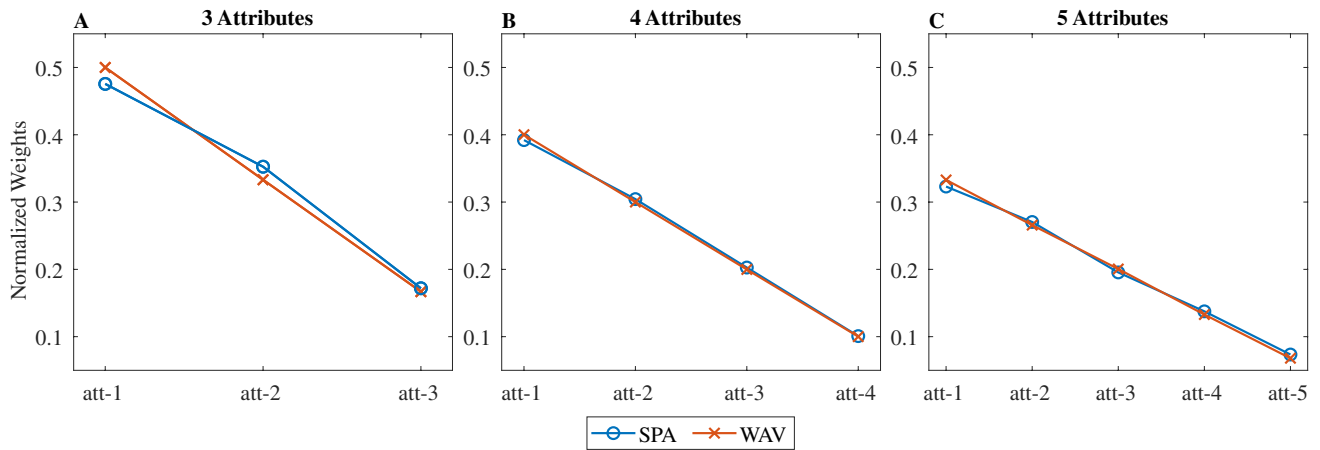 A 3 Attributes
B 4 Attributes
C 5 Attributes
Normalized Weights
0.5
0.4
0.3
0.2
0.1
att-1 att-2 att-3
0.5
0.4
0.3
0.2
0.1
att-1 att-2 att-3 att-4
0.5
0.4
0.3
0.2
0.1
att-1 att-2 att-3 att-4 att-5
SPA WAV